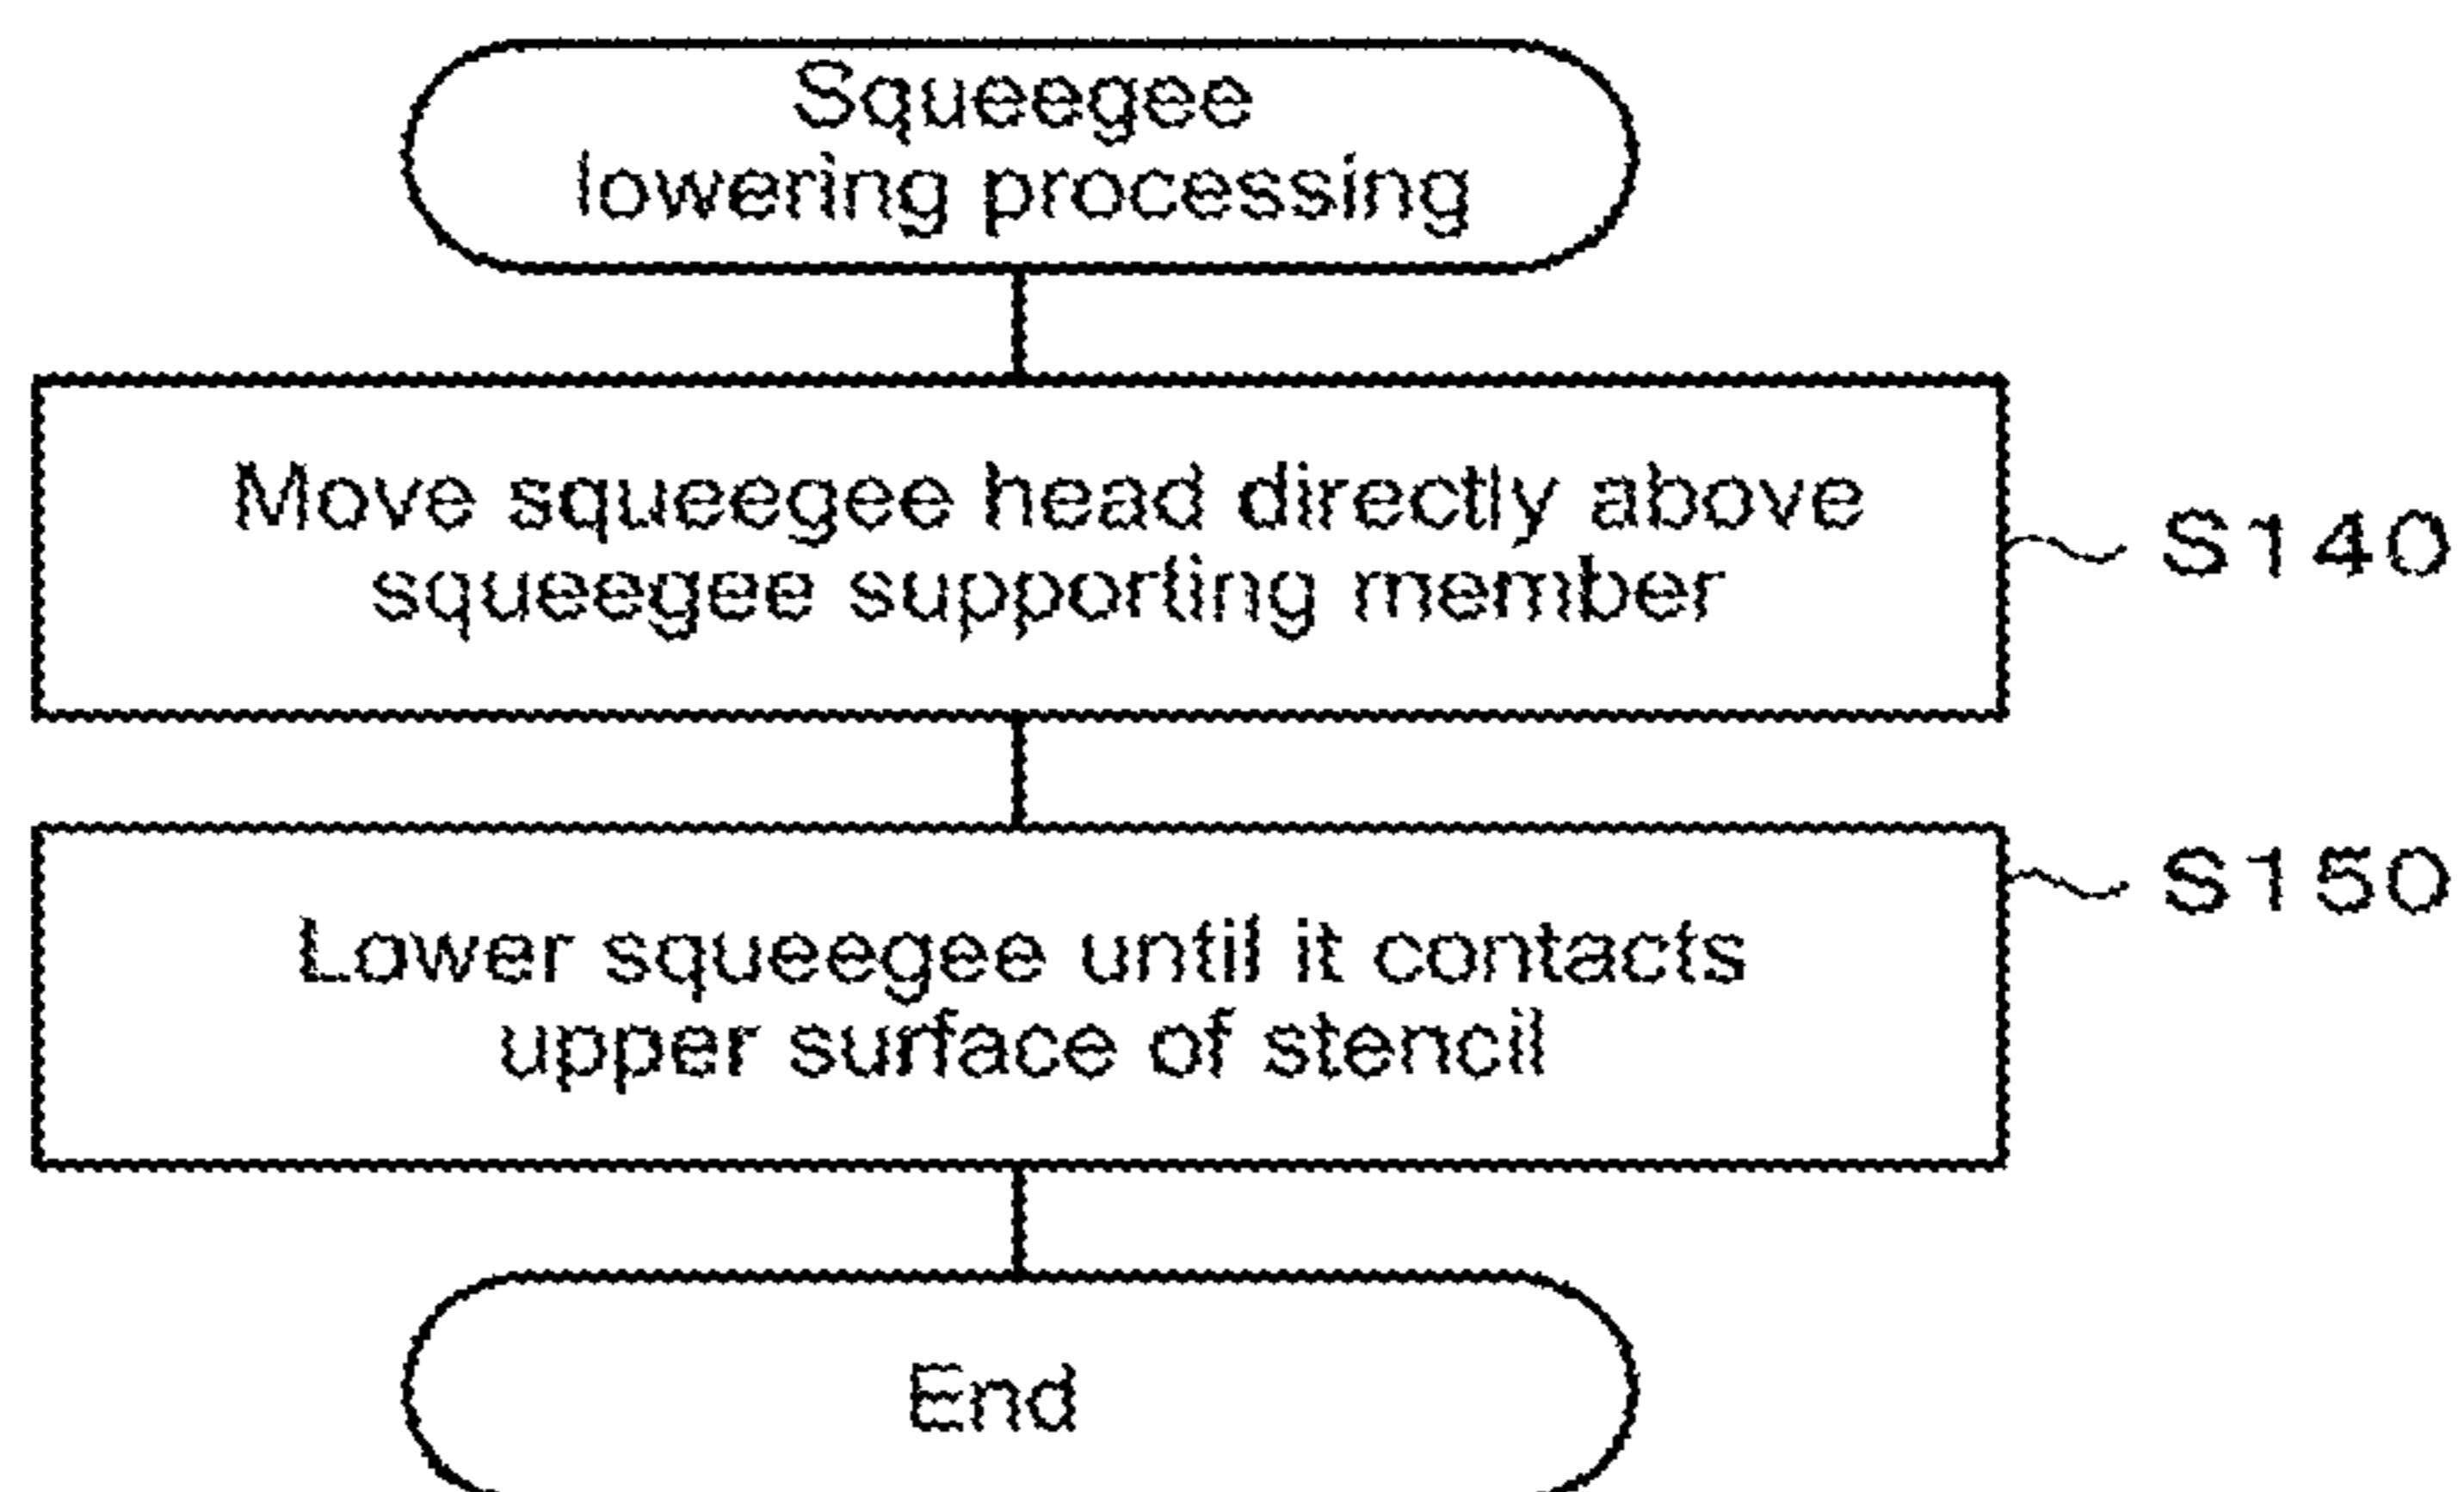 Squeegee
lowering processing
Move squeegee head directly above
squeegee supporting member
S140
S150
Lower squeegee until it contacts
upper surface of stencil
End